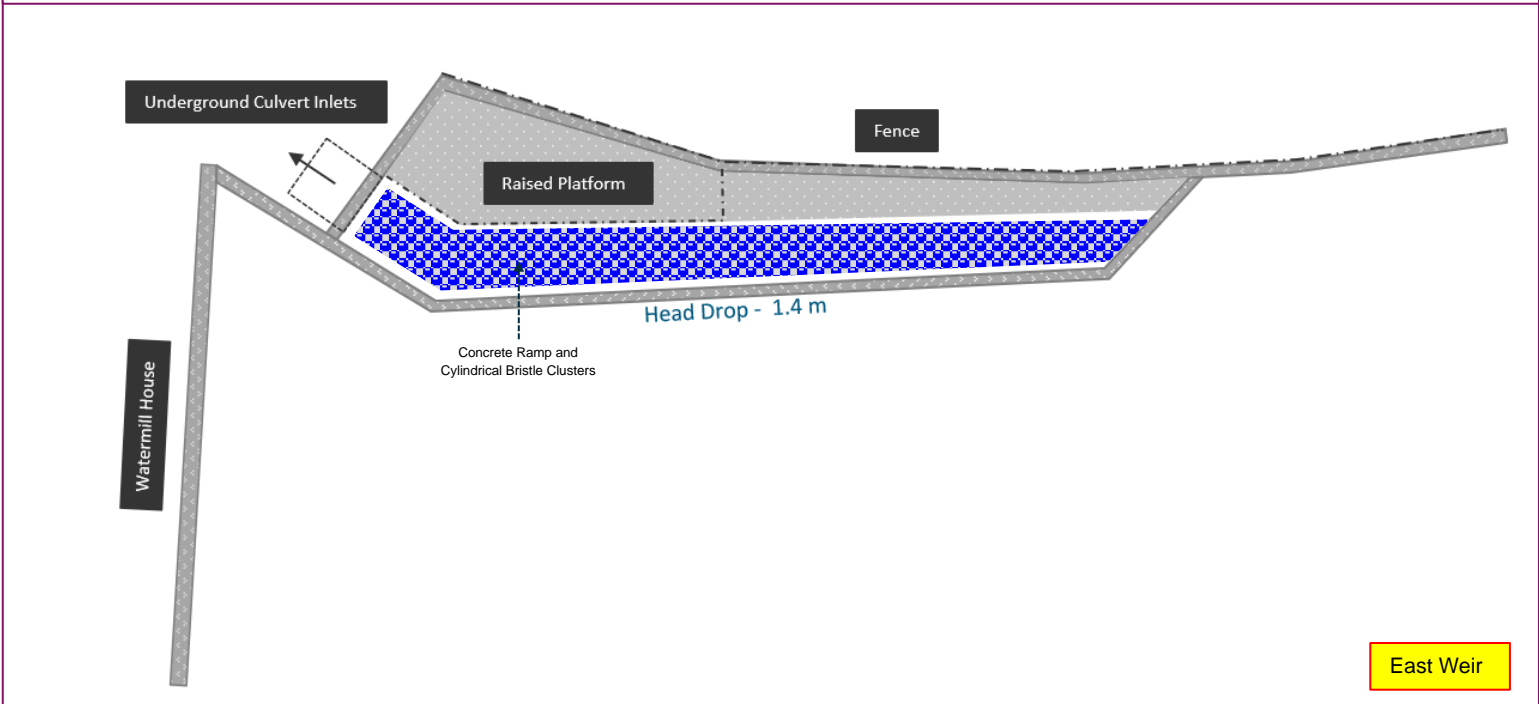 Underground Culvert Inlets
Fence
Raised Platform
Head Drop - 1.4 m
Concrete Ramp and
Cylindrical Bristle Clusters
Watermill House
East Weir